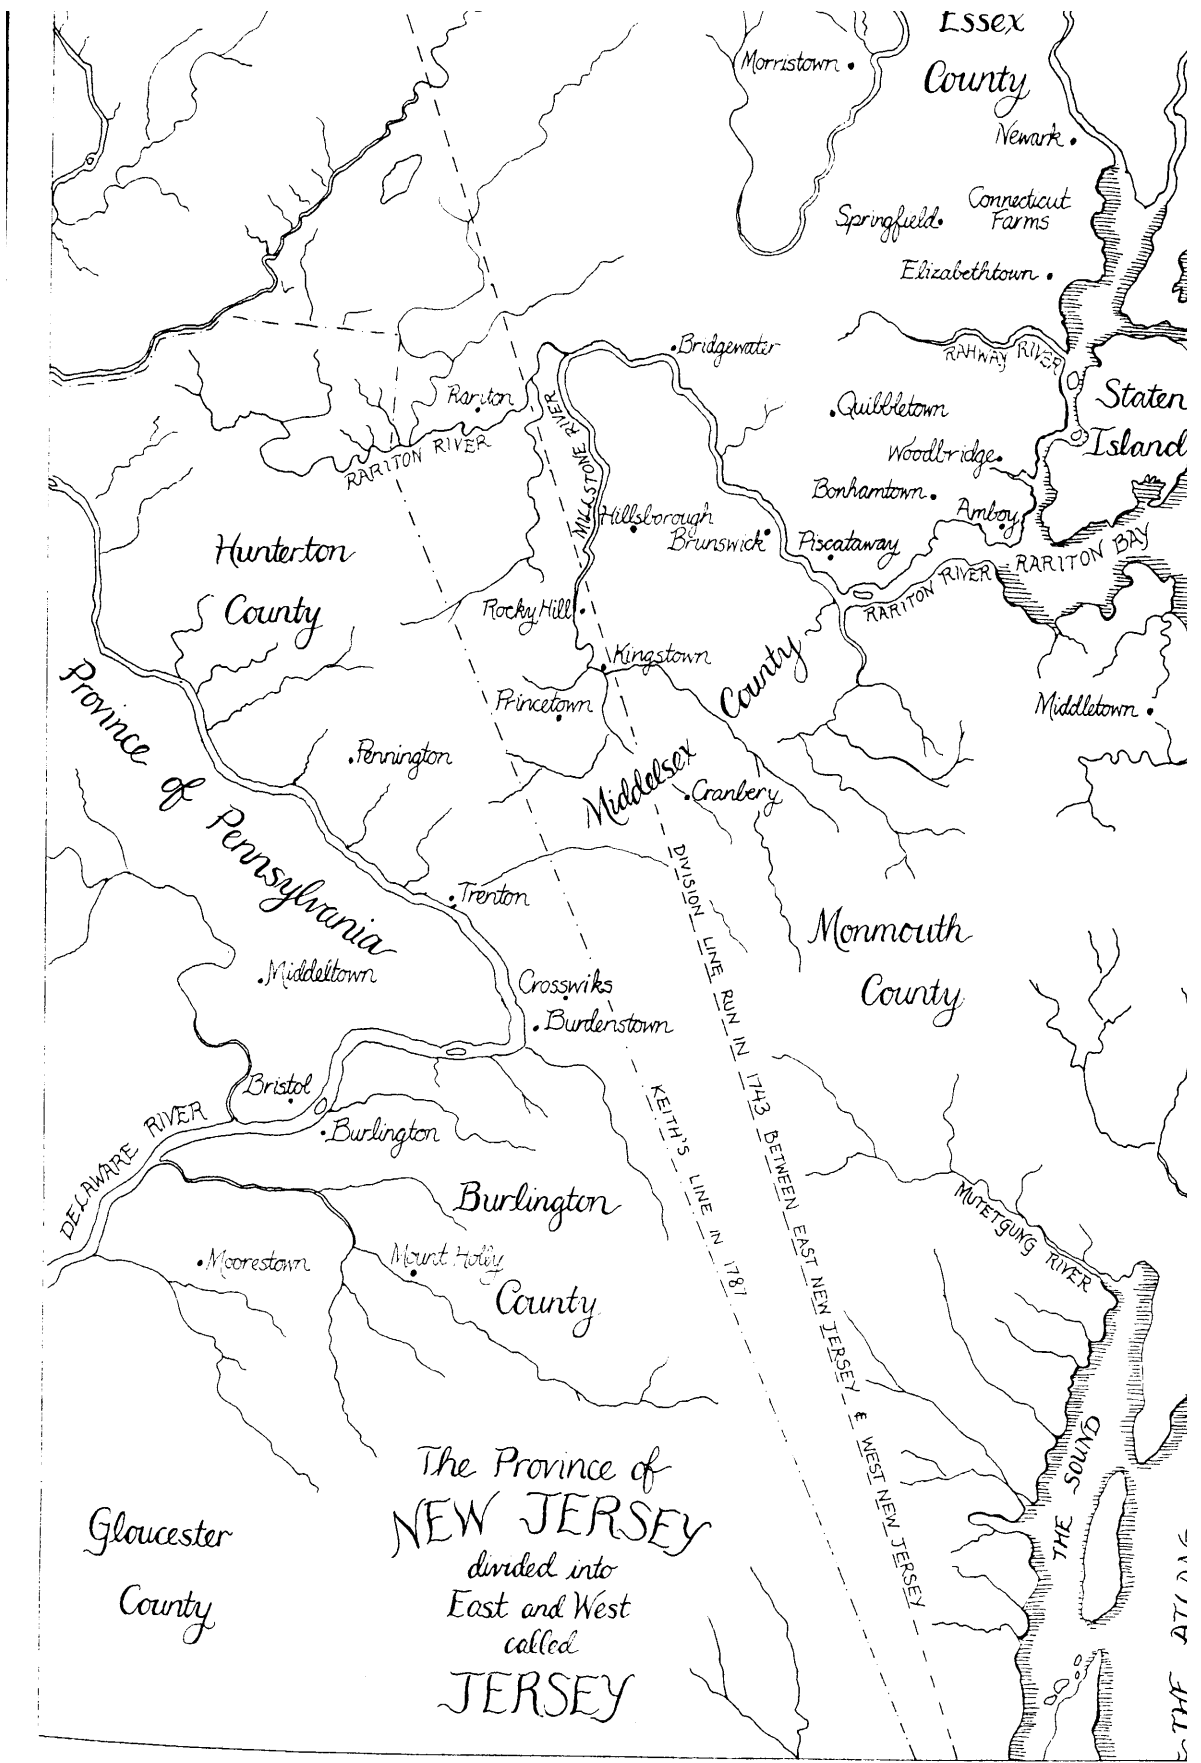 Essex
County
Morristown
Newark
Connecticut
Farms
Springfield
Elizabethtown
Bridgewater
RAHWAY RIVER
Staten
Island
Rariton
RARITON RIVER
MILLSTONE RIVER
Quibbletown
Woodbridge
Bonhamtown
Amboy
Hillsborough
Brunswick
Piscataway
RARITON BAY
RARITON RIVER
Hunterton
County
Rocky Hill
Kingstown
Princetown
Middletown
Middelsex County
Province of Pennsylvania
Pennington
Cranbery
Trenton
DIVISION LINE RUN IN 1743 BETWEEN EAST NEW JERSEY & WEST NEW JERSEY
Monmouth
County
Middeltown
Crosswiks
Burdenstown
Bristol
KEITH'S LINE IN 1787
DELAWARE RIVER
Burlington
Burlington
County
MUTETGUNG RIVER
Moorestown
Mount Holly
THE SOUND
The Province of
NEW JERSEY
divided into
East and West
called
JERSEY
Gloucester
County
THE